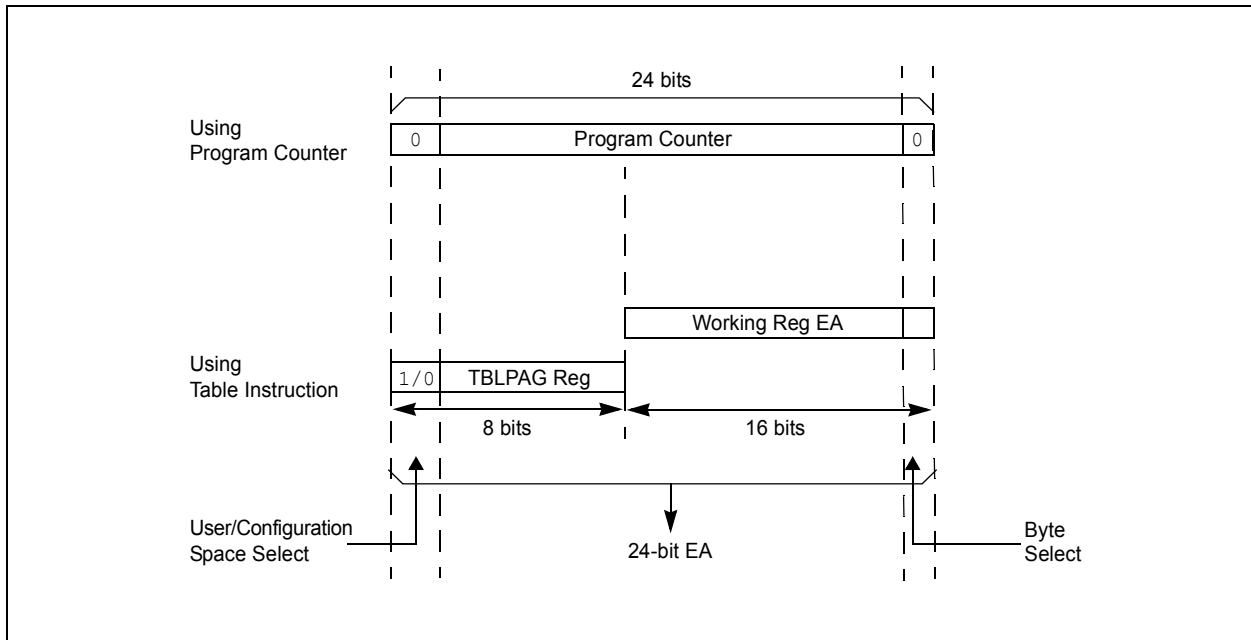 24 bits
Using
Program Counter
0
Program Counter
0
Working Reg EA
Using
Table Instruction
1/0
TBLPAG Reg
8 bits
16 bits
User/Configuration
Space Select
24-bit EA
Byte
Select